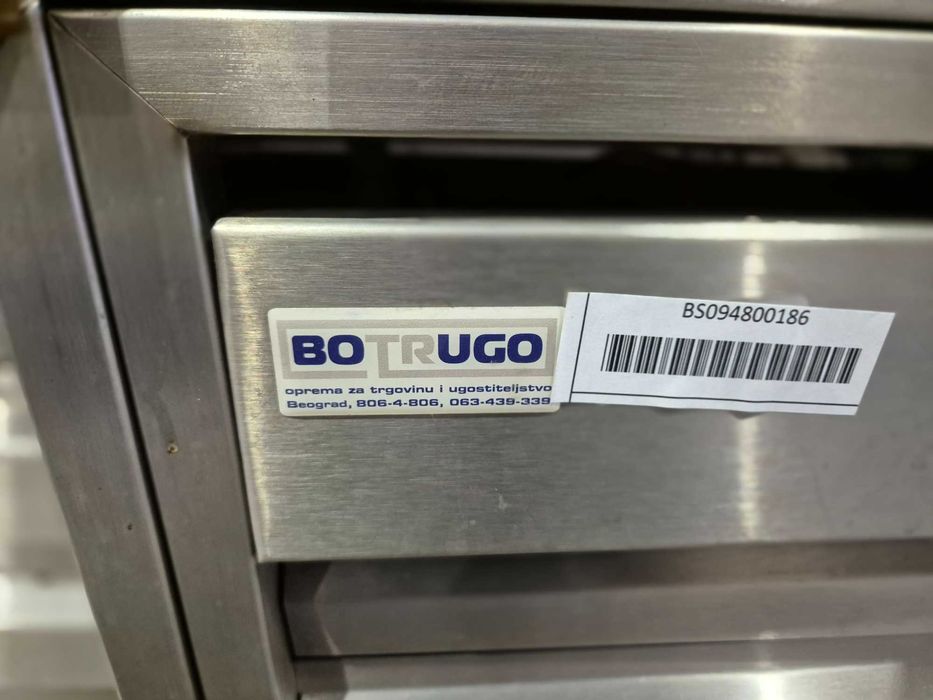 BOTRUGO
oprema za trgovinu i ugostiteljstvo
Beograd, 806-4-806, 063-439-339
BS094800186